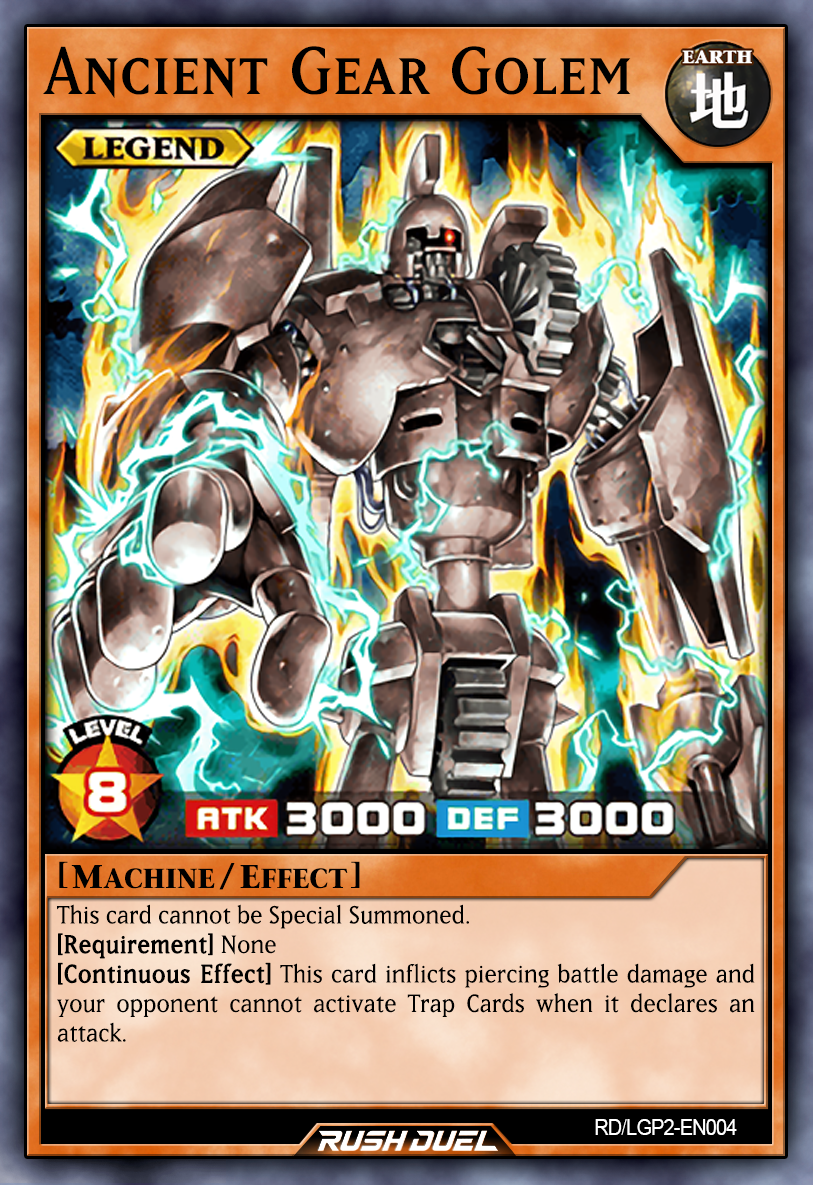 Ancient Gear Golem
EARTH
地
LEGEND
LEVEL
8
ATK 3000 DEF 3000
[Machine/Effect]
This card cannot be Special Summoned.
[Requirement] None
[Continuous Effect] This card inflicts piercing battle damage and
your opponent cannot activate Trap Cards when it declares an
attack.
RD/LGP2-EN004
RUSH DUEL